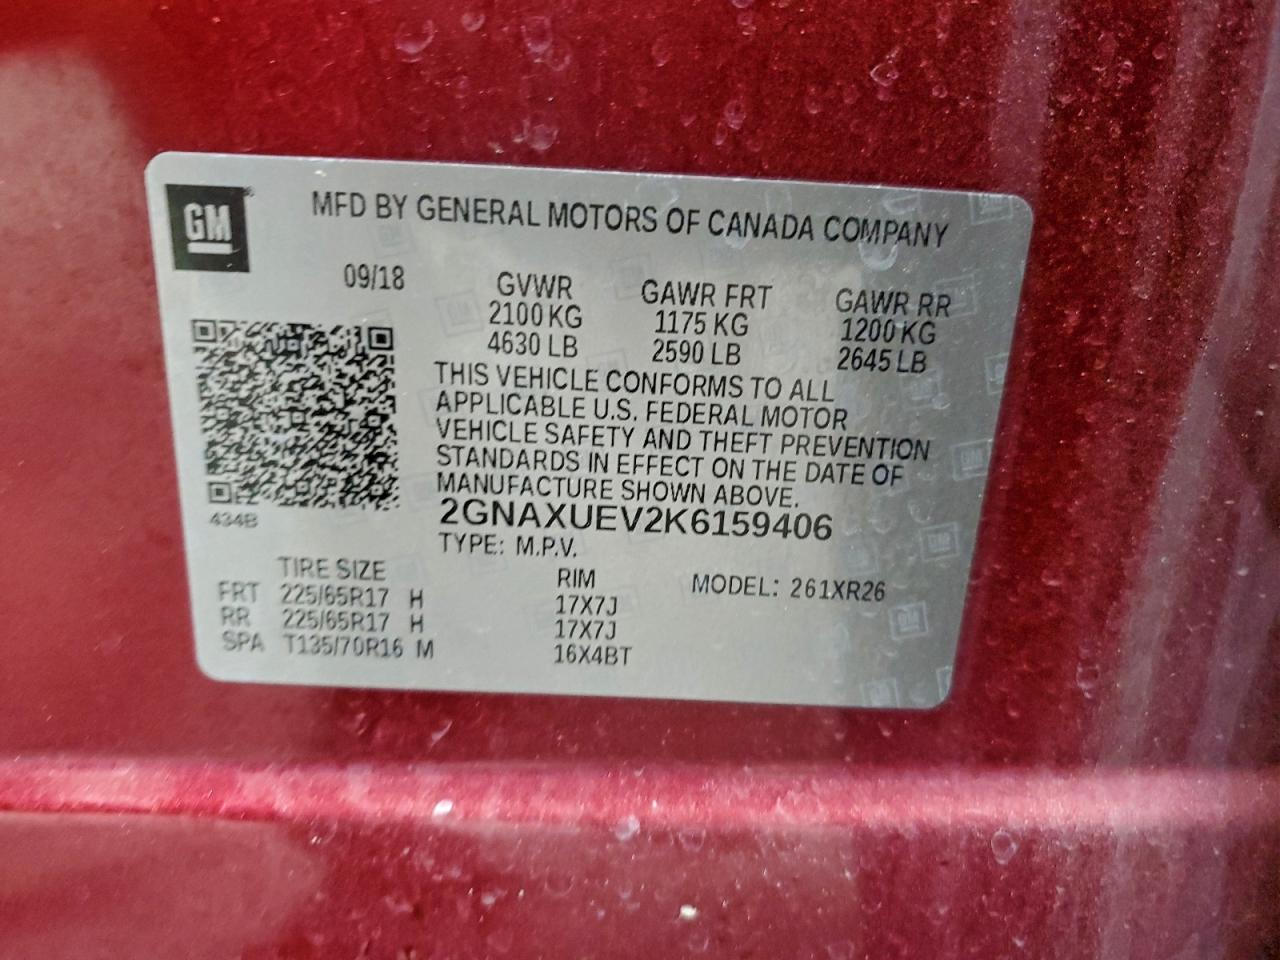 GM
MFD BY GENERAL MOTORS OF CANADA COMPANY
09/18 GVWR GAWR FRT GAWR RR
2100 KG 1175 KG 1200 KG
4630 LB 2590 LB 2645 LB
THIS VEHICLE CONFORMS TO ALL
APPLICABLE U.S. FEDERAL MOTOR
VEHICLE SAFETY AND THEFT PREVENTION
STANDARDS IN EFFECT ON THE DATE OF
MANUFACTURE SHOWN ABOVE.
434B 2GNAXUEV2K6159406
TYPE: M.P.V.
TIRE SIZE RIM MODEL: 261XR26
FRT 225/65R17 H 17X7J
RR 225/65R17 H 17X7J
SPA T135/70R16 M 16X4BT